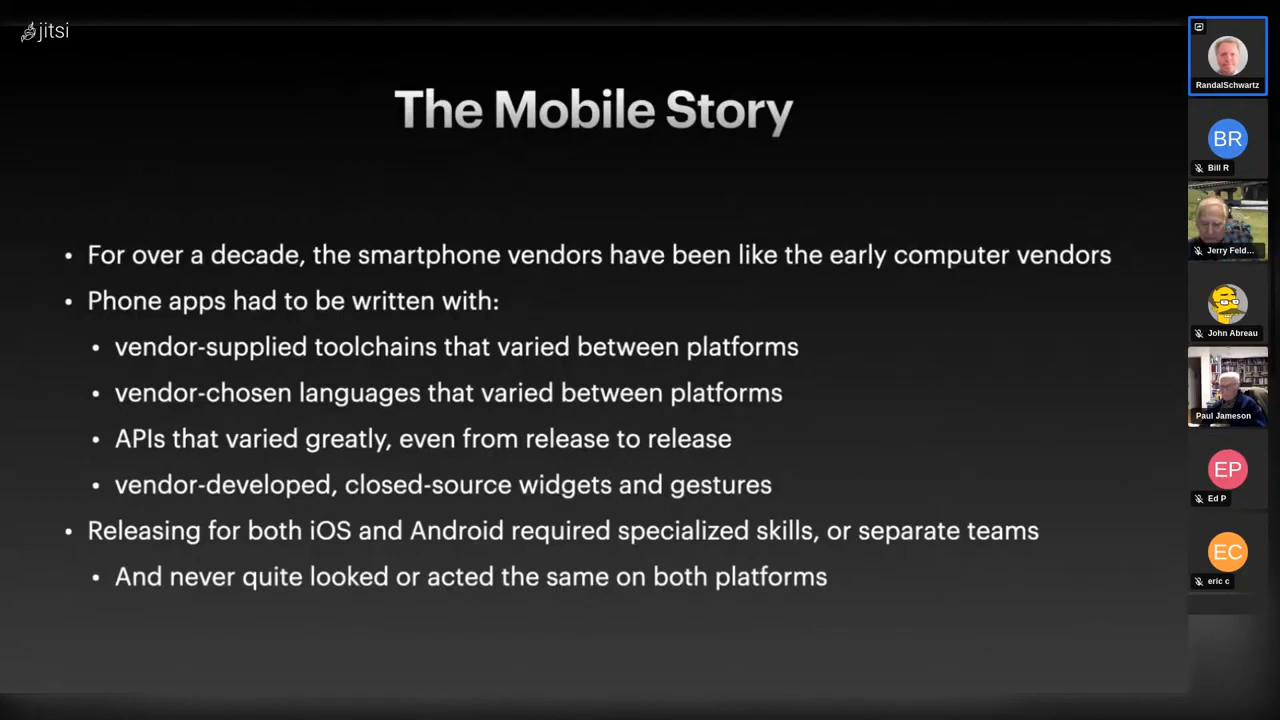 jitsi
The Mobile Story
• For over a decade, the smartphone vendors have been like the early computer vendors
• Phone apps had to be written with:
• vendor-supplied toolchains that varied between platforms
• vendor-chosen languages that varied between platforms
• APIs that varied greatly, even from release to release
• vendor-developed, closed-source widgets and gestures
• Releasing for both iOS and Android required specialized skills, or separate teams
• And never quite looked or acted the same on both platforms
RandalSchwartz
BR
Bill R
Jerry Feld...
John Abreau
Paul Jameson
EP
Ed P
EC
eric c